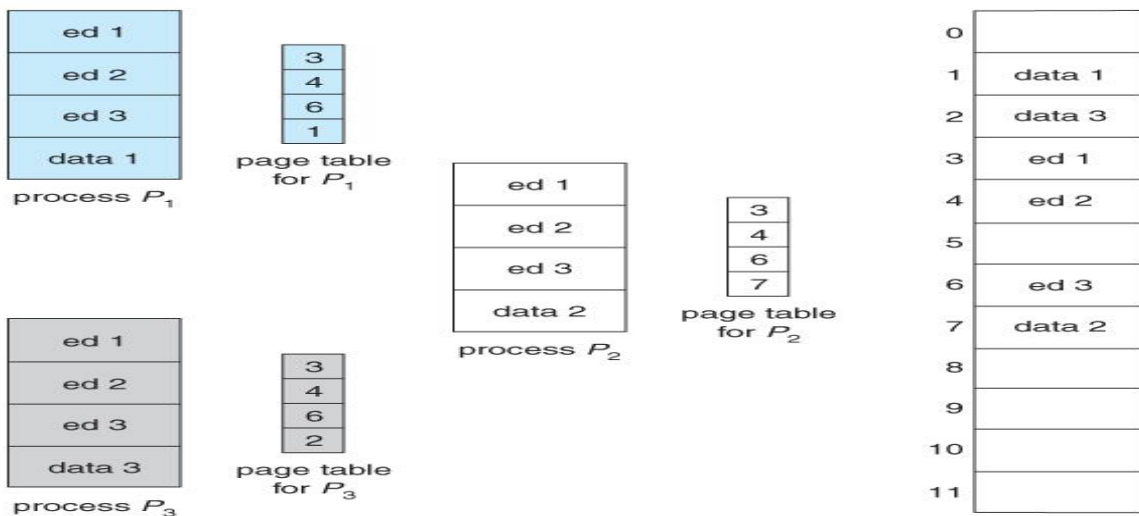 ed 1
ed 2
ed 3
data 1
process P₁
3
4
6
1
page table
for P₁
ed 1
ed 2
ed 3
data 2
process P₂
3
4
6
7
page table
for P₂
ed 1
ed 2
ed 3
data 3
process P₃
3
4
6
2
page table
for P₃
0
1 data 1
2 data 3
3 ed 1
4 ed 2
5
6 ed 3
7 data 2
8
9
10
11